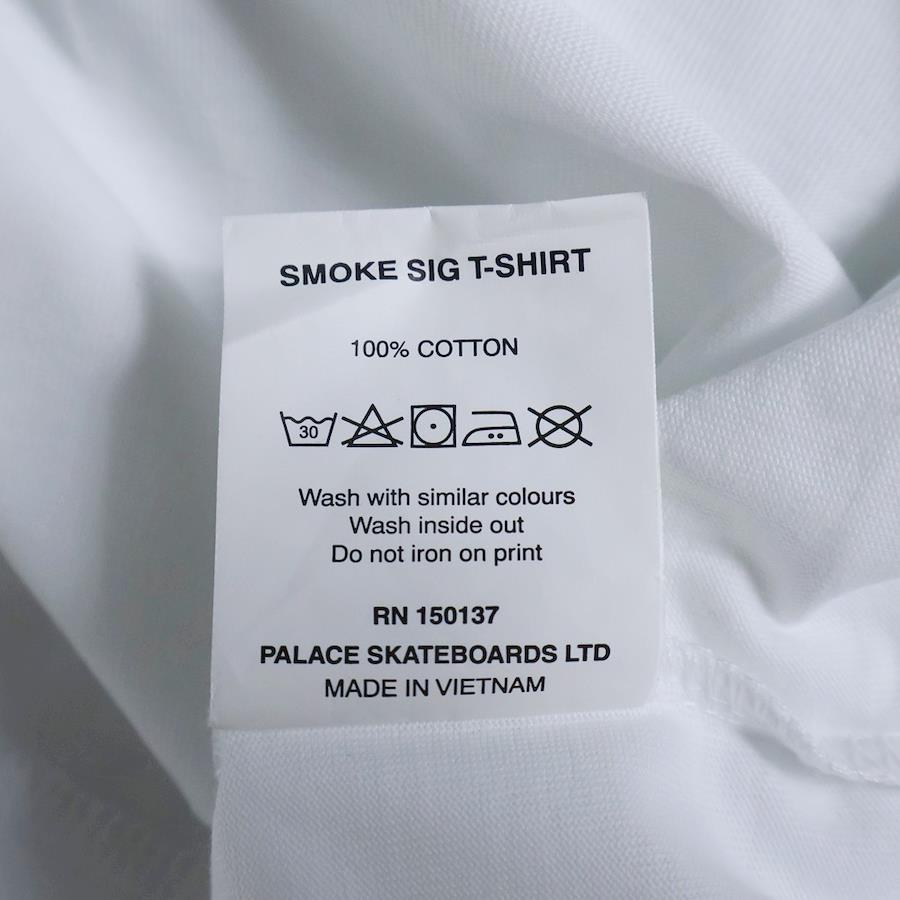 SMOKE SIG T-SHIRT
100% COTTON
30
Wash with similar colours
Wash inside out
Do not iron on print
RN 150137
PALACE SKATEBOARDS LTD
MADE IN VIETNAM